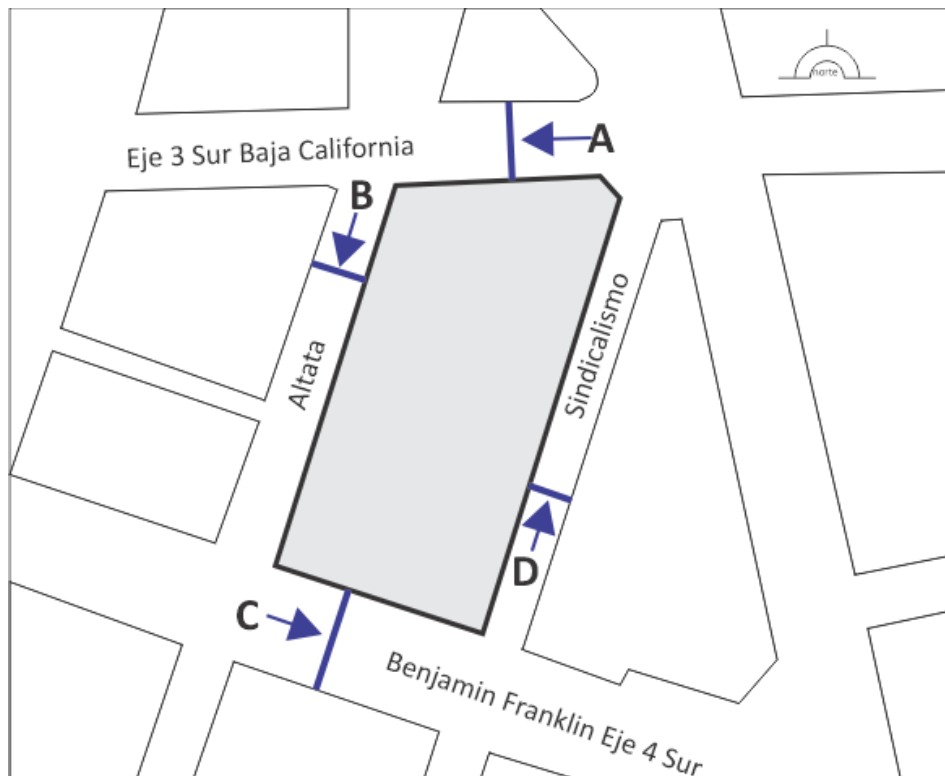 norte
A
Eje 3 Sur Baja California
B
Sindicalismo
Altata
D
C
Benjamin Franklin Eje 4 Sur